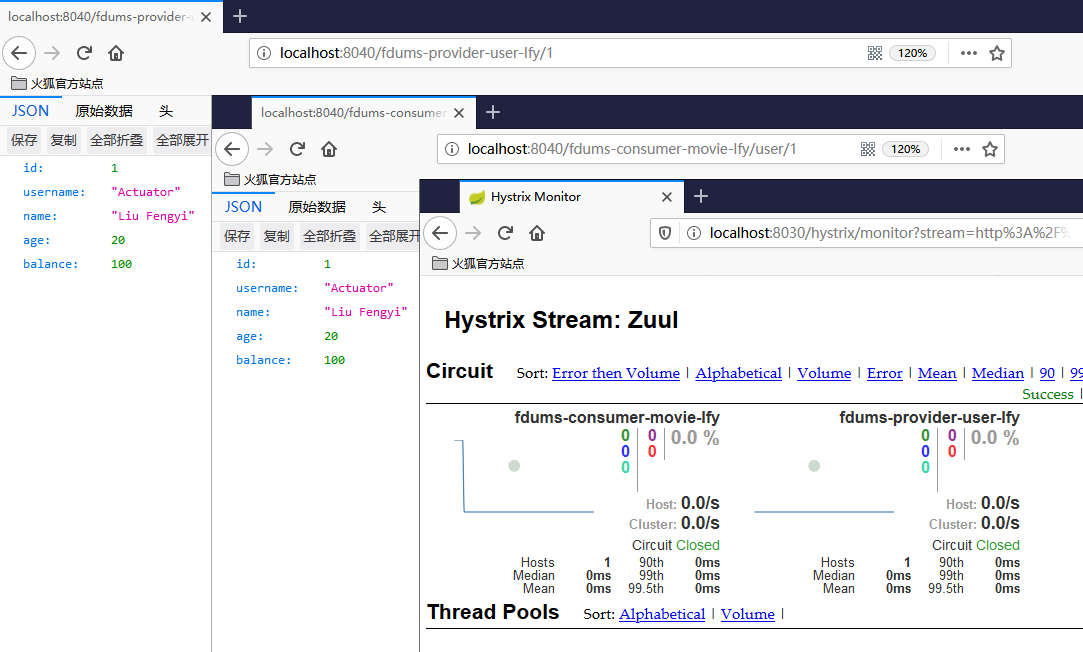 localhost:8040/fdums-provider-u
localhost:8040/fdums-provider-user-lfy/1
120%
火狐官方站点
JSON 原始数据 头
保存 复制 全部折叠 全部展开
id: 1
username: "Actuator"
name: "Liu Fengyi"
age: 20
balance: 100
localhost:8040/fdums-consumer
localhost:8040/fdums-consumer-movie-lfy/user/1
120%
火狐官方站点
JSON 原始数据 头
保存 复制 全部折叠 全部展开
id: 1
username: "Actuator"
name: "Liu Fengyi"
age: 20
balance: 100
Hystrix Monitor
localhost:8030/hystrix/monitor?stream=http%3A%2F%
火狐官方站点
Hystrix Stream: Zuul
Circuit Sort: Error then Volume | Alphabetical | Volume | Error | Mean | Median | 90 | 99
Success |
fdums-consumer-movie-lfy
0 0 0.0 %
0 0
0
Host: 0.0/s
Cluster: 0.0/s
Circuit Closed
Hosts 1 90th 0ms
Median 0ms 99th 0ms
Mean 0ms 99.5th 0ms
fdums-provider-user-lfy
0 0 0.0 %
0 0
0
Host: 0.0/s
Cluster: 0.0/s
Circuit Closed
Hosts 1 90th 0ms
Median 0ms 99th 0ms
Mean 0ms 99.5th 0ms
Thread Pools Sort: Alphabetical | Volume |